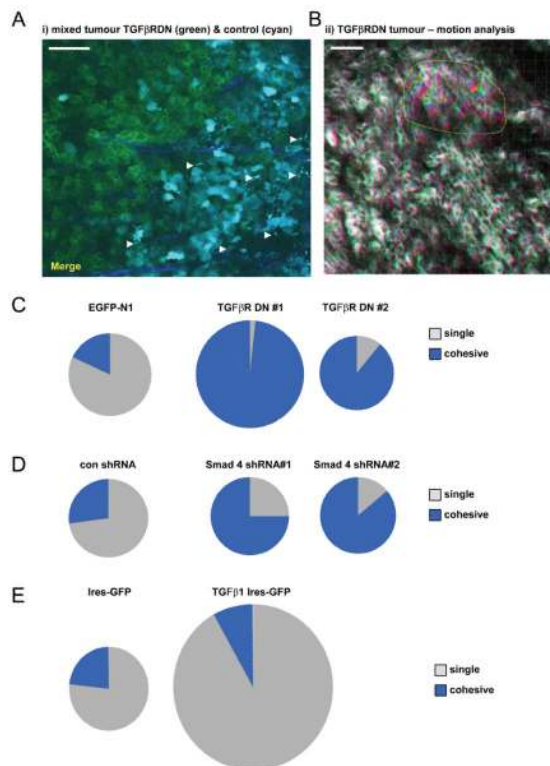 A
B
i) mixed tumour TGFβRDN (green) & control (cyan)
ii) TGFβRDN tumour – motion analysis
Merge
C
EGFP-N1
TGFβR DN #1
TGFβR DN #2
single
cohesive
D
con shRNA
Smad 4 shRNA#1
Smad 4 shRNA#2
single
cohesive
E
Ires-GFP
TGFβ1 Ires-GFP
single
cohesive